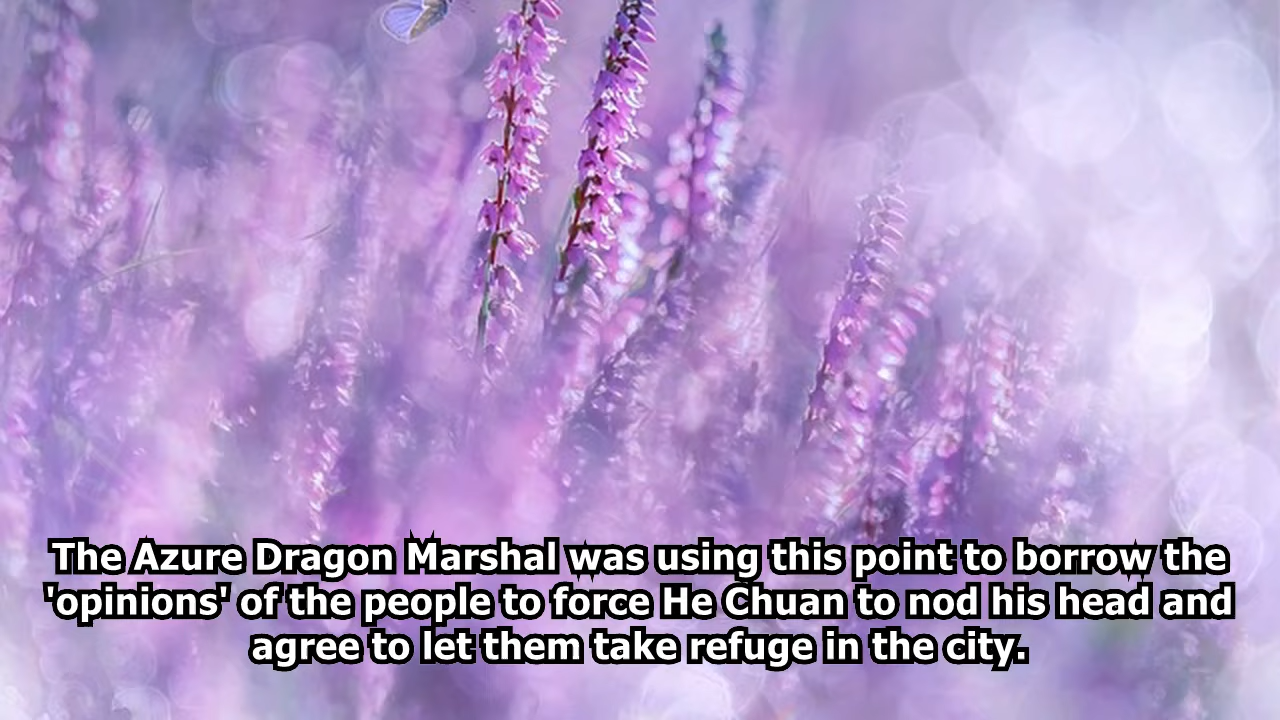 The Azure Dragon Marshal was using this point to borrow the
'opinions' of the people to force He Chuan to nod his head and
agree to let them take refuge in the city.